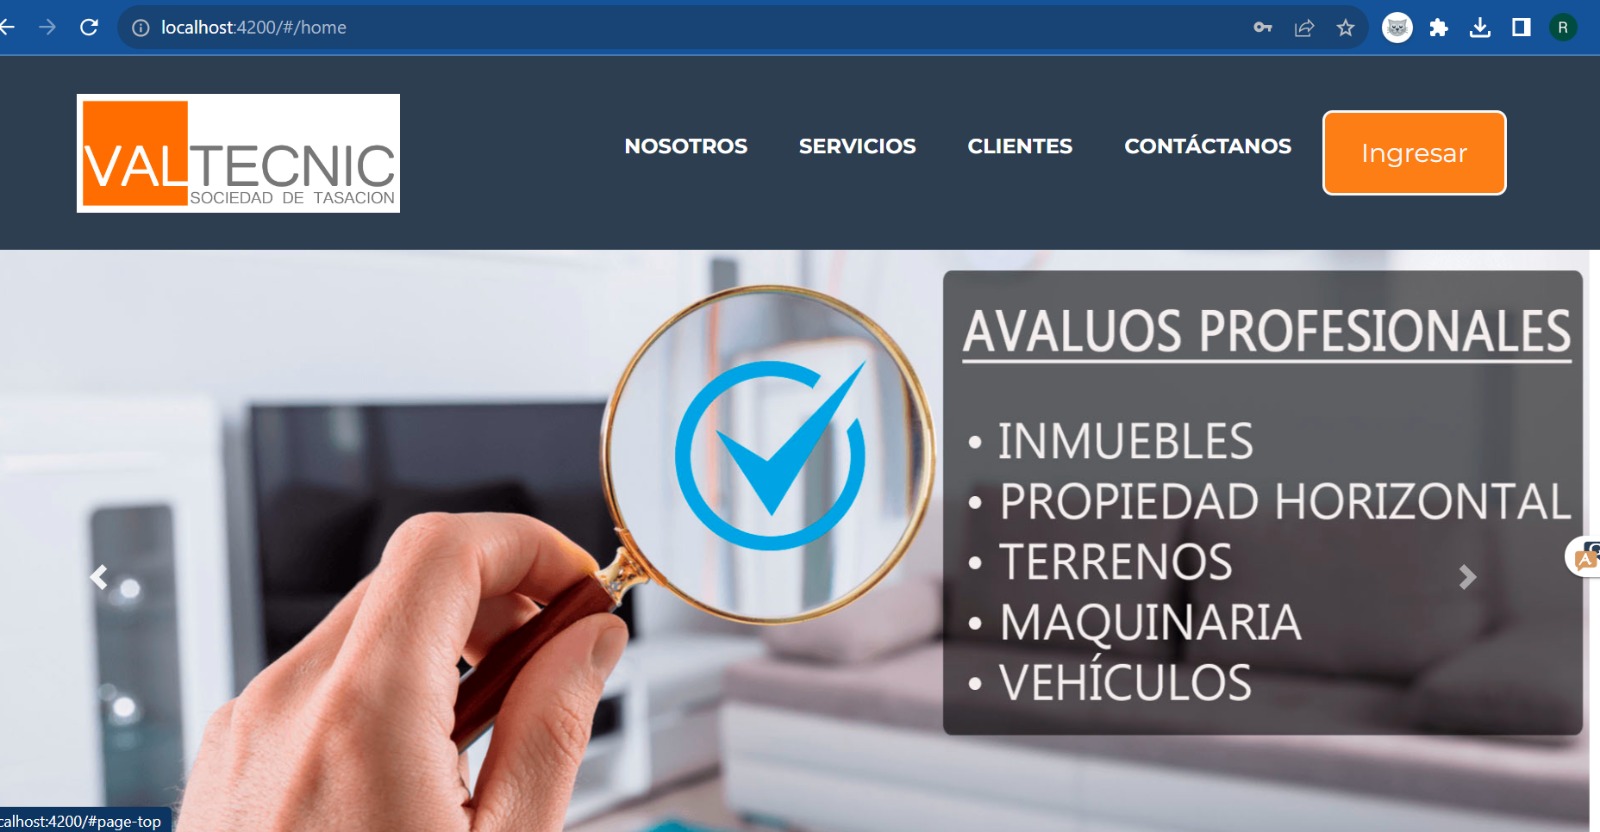 localhost:4200/#/home
R
VALTECNIC
SOCIEDAD DE TASACION
NOSOTROS
SERVICIOS
CLIENTES
CONTÁCTANOS
Ingresar
AVALUOS PROFESIONALES
• INMUEBLES
• PROPIEDAD HORIZONTAL
• TERRENOS
• MAQUINARIA
• VEHÍCULOS
A
calhost:4200/#page-top